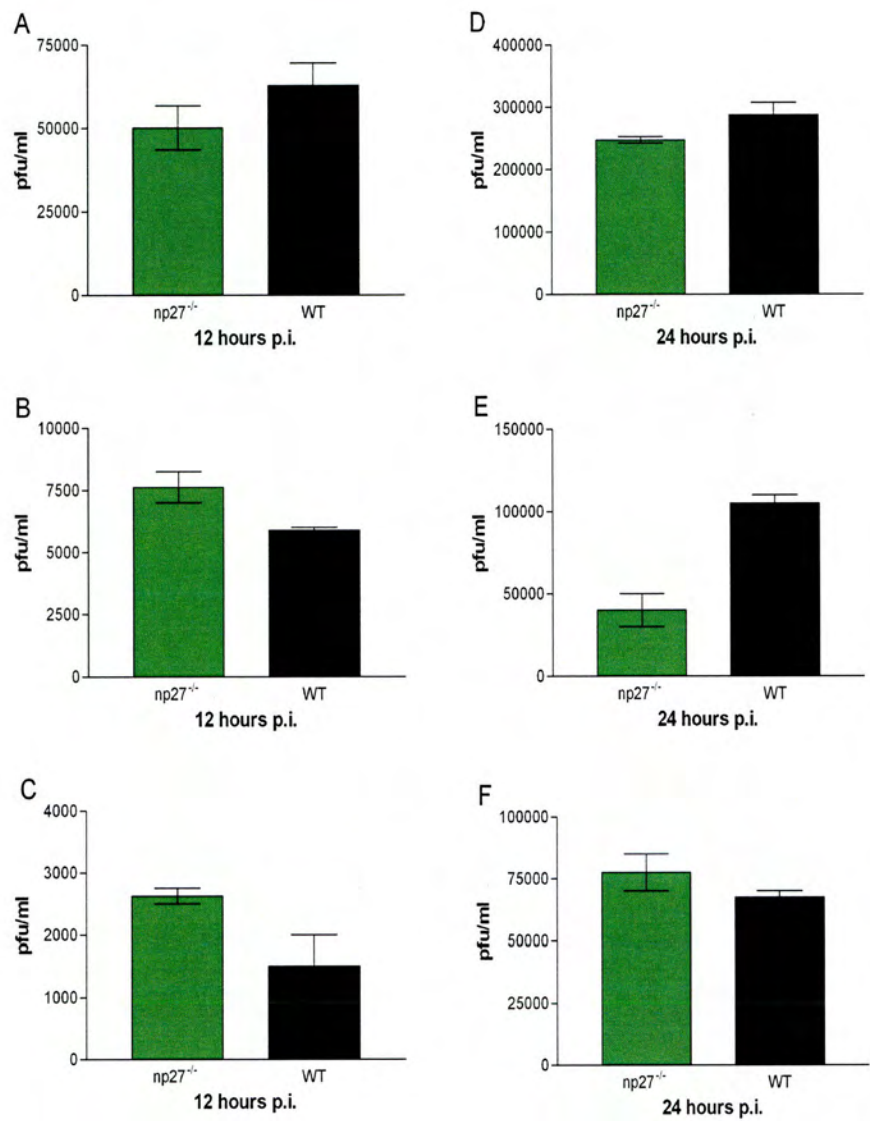 A
pfu/ml
75000
50000
25000
0
np27-/- WT
12 hours p.i.
D
pfu/ml
400000
300000
200000
100000
0
np27-/- WT
24 hours p.i.
B
pfu/ml
10000
7500
5000
2500
0
np27-/- WT
12 hours p.i.
E
pfu/ml
150000
100000
50000
0
np27-/- WT
24 hours p.i.
C
pfu/ml
4000
3000
2000
1000
0
np27-/- WT
12 hours p.i.
F
pfu/ml
100000
75000
50000
25000
0
np27-/- WT
24 hours p.i.